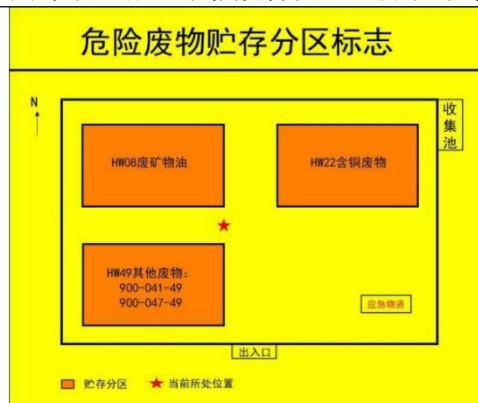 危险废物贮存分区标志
N
收集池
HW08废矿物油
HW22含铜废物
HW49其他废物：
900-041-49
900-047-49
应急物资
出入口
贮存分区
当前所处位置